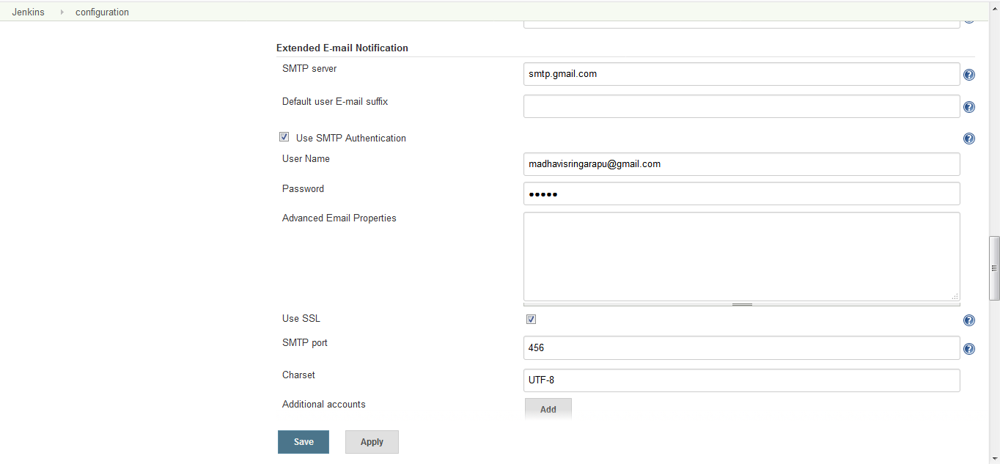 Jenkins configuration
Extended E-mail Notification
SMTP server
smtp.gmail.com
Default user E-mail suffix
Use SMTP Authentication
User Name
madhavisringarapu@gmail.com
Password
•••••
Advanced Email Properties
Use SSL
SMTP port
456
Charset
UTF-8
Additional accounts
Add
Save Apply